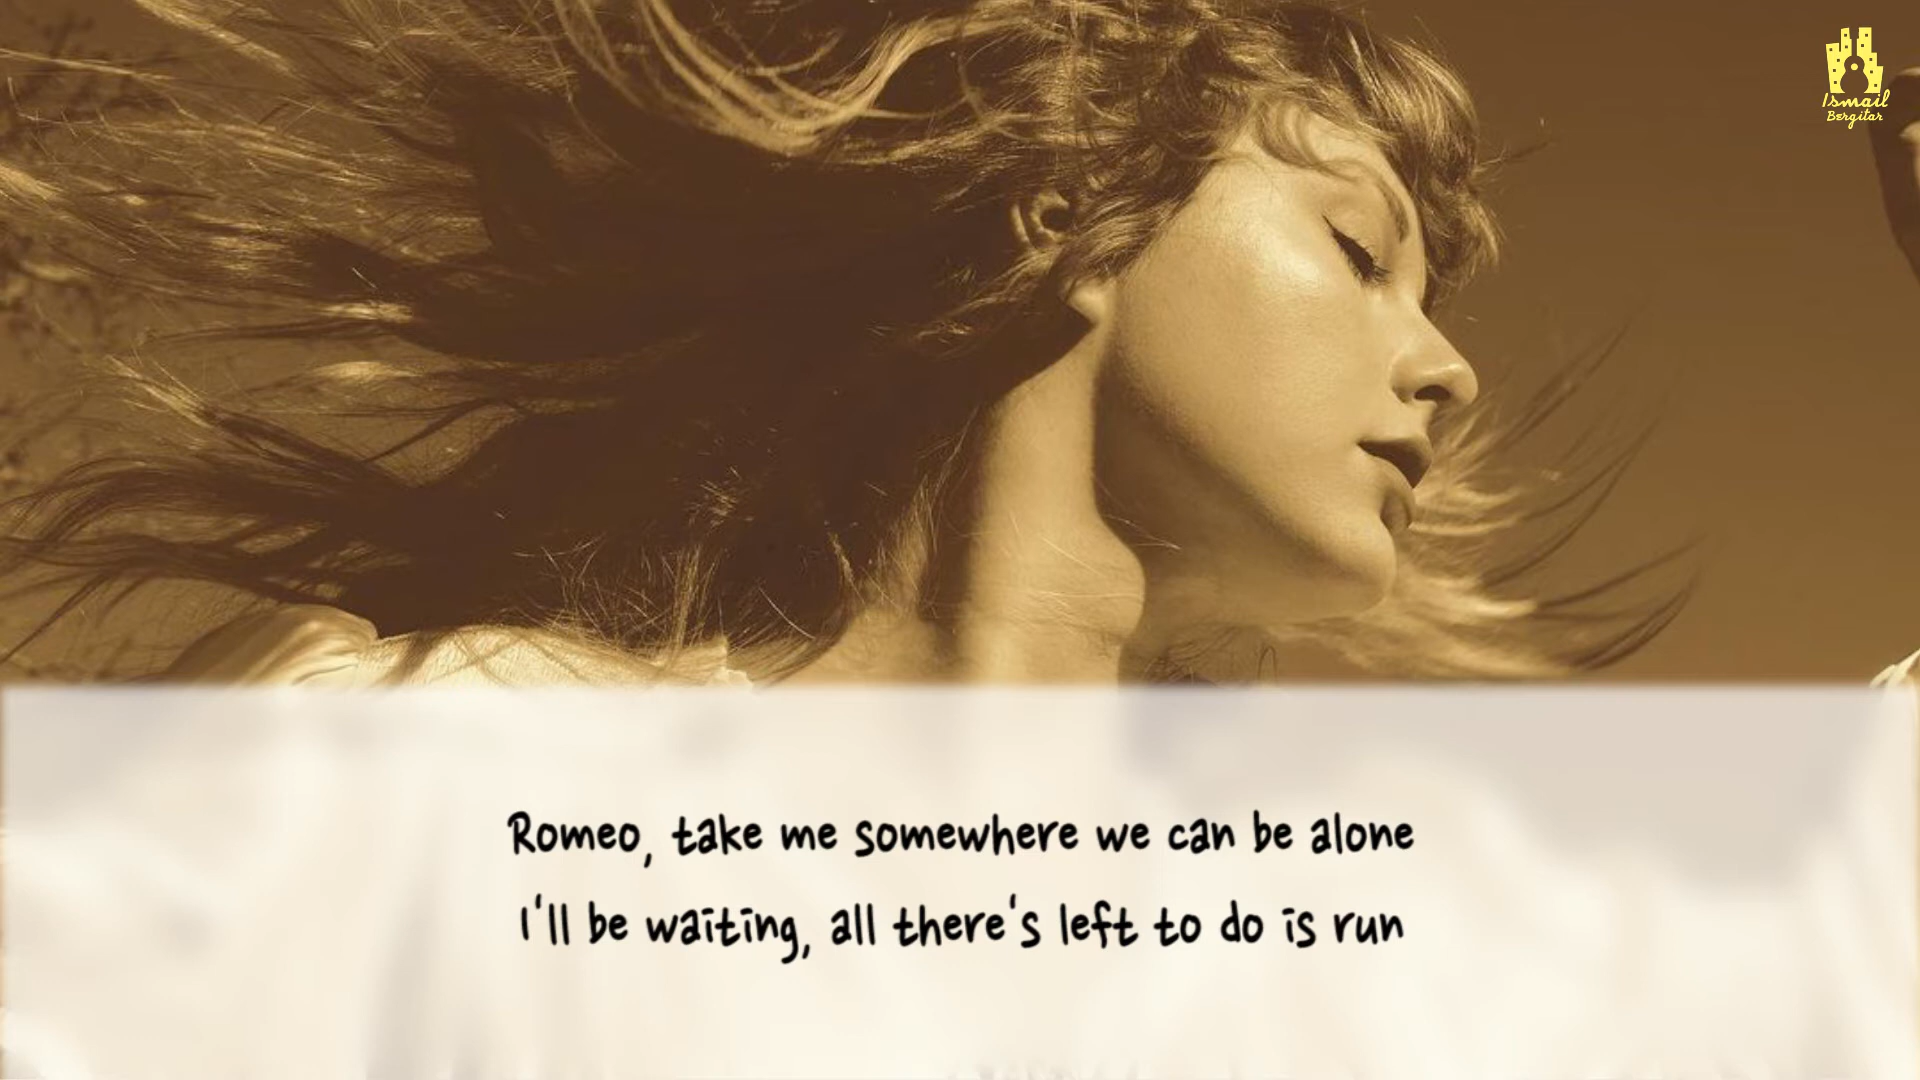 Ismail
Bergitar
Romeo, take me somewhere we can be alone
I'll be waiting, all there's left to do is run